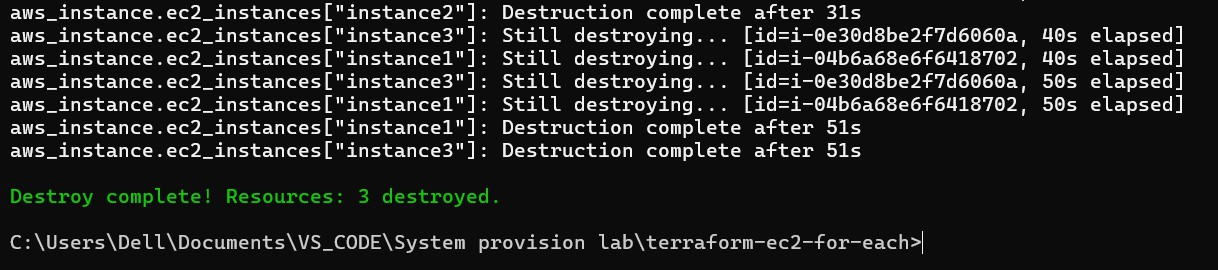 aws_instance.ec2_instances["instance2"]: Destruction complete after 31s
aws_instance.ec2_instances["instance3"]: Still destroying... [id=i-0e30d8be2f7d6060a, 40s elapsed]
aws_instance.ec2_instances["instance1"]: Still destroying... [id=i-04b6a68e6f6418702, 40s elapsed]
aws_instance.ec2_instances["instance3"]: Still destroying... [id=i-0e30d8be2f7d6060a, 50s elapsed]
aws_instance.ec2_instances["instance1"]: Still destroying... [id=i-04b6a68e6f6418702, 50s elapsed]
aws_instance.ec2_instances["instance1"]: Destruction complete after 51s
aws_instance.ec2_instances["instance3"]: Destruction complete after 51s
Destroy complete! Resources: 3 destroyed.
C:\Users\Dell\Documents\VS_CODE\System provision lab\terraform-ec2-for-each>